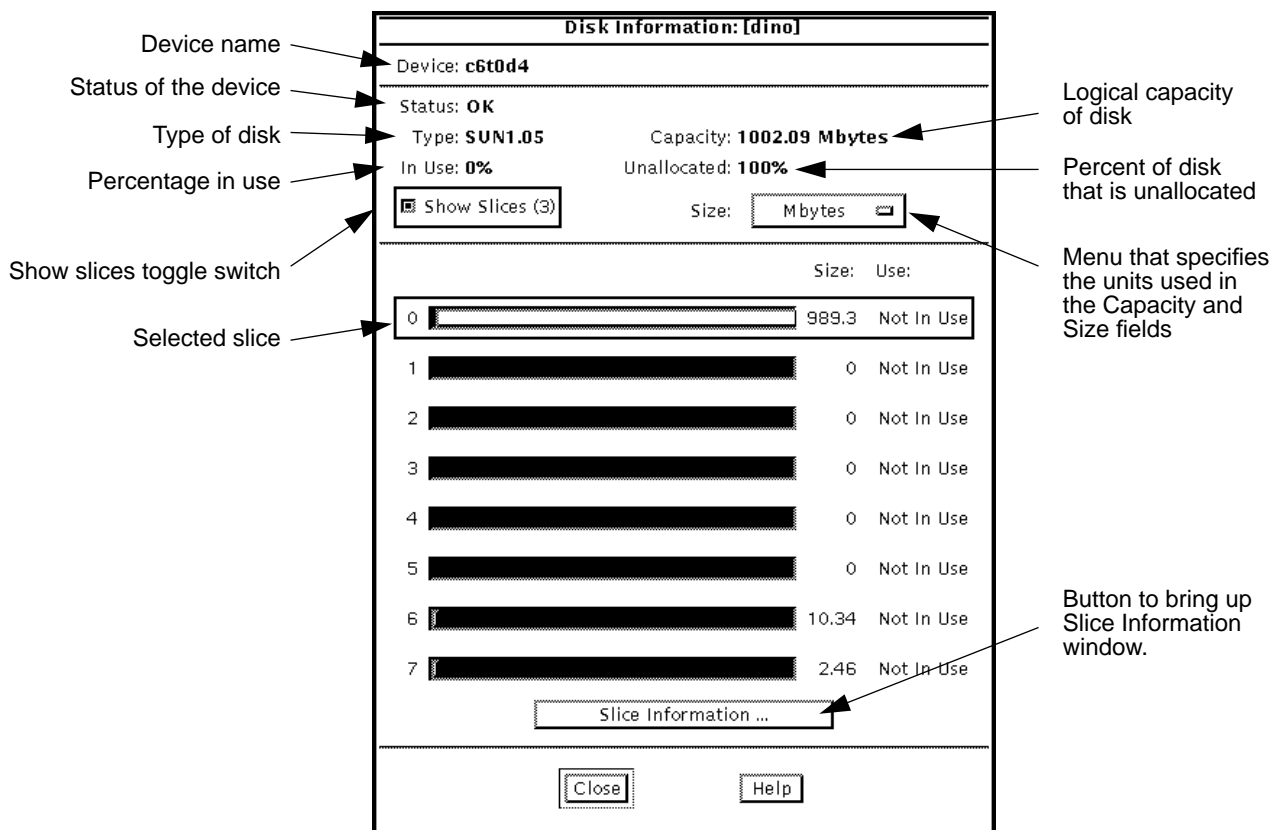 Disk Information: [dino]
Device name
Device: c6t0d4
Status of the device
Status: OK
Type of disk
Type: SUN1.05
Capacity: 1002.09 Mbytes
Logical capacity
of disk
Percentage in use
In Use: 0%
Unallocated: 100%
Percent of disk
that is unallocated
Show Slices (3)
Size: Mbytes
Show slices toggle switch
Menu that specifies
the units used in
the Capacity and
Size fields
Size: Use:
Selected slice
0 989.3 Not In Use
1 0 Not In Use
2 0 Not In Use
3 0 Not In Use
4 0 Not In Use
5 0 Not In Use
6 10.34 Not In Use
7 2.46 Not In Use
Button to bring up
Slice Information
window.
Slice Information ...
Close
Help